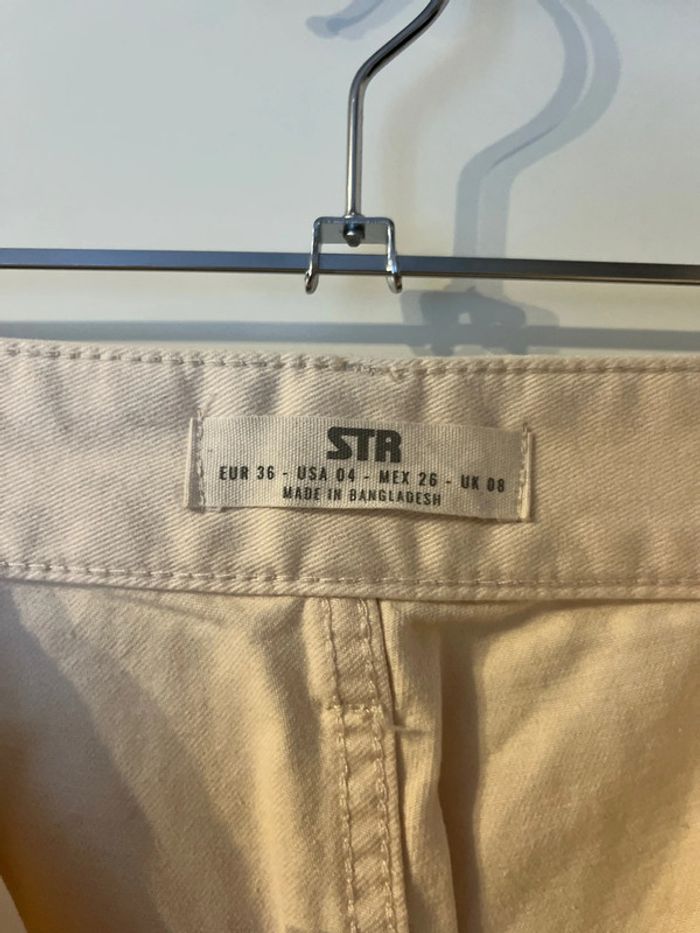 STR
EUR 36 - USA 04 - MEX 26 - UK 08
MADE IN BANGLADESH